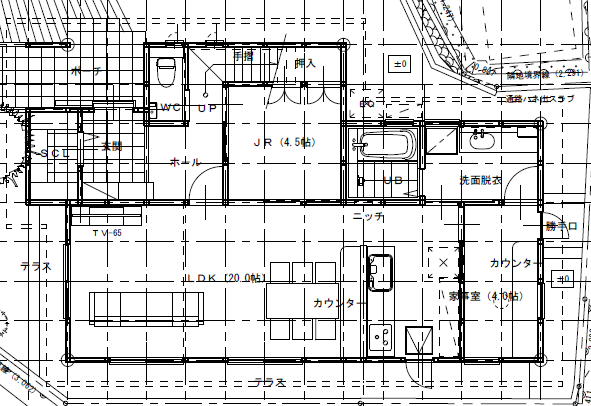 手摺
押入
±0
ポーチ
隣地境界線
通路ハネ出スラブ
WC
UP
EQ
SCL
玄関
ホール
JR (4.5帖)
UB
洗面脱衣
ニッチ
TV-65
勝手口
テラス
LDK (20.0帖)
カウンター
カウンター
家事室 (4.0帖)
±0
テラス